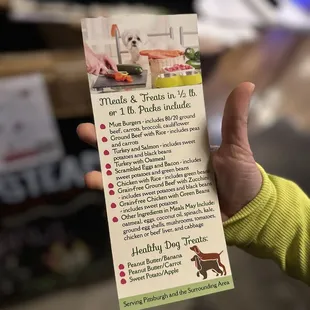 Meals & Treats in ½ lb.
or 1 lb. Packs include:
Mutt Burgers - includes 80/20 ground
beef, carrots, broccoli, cauliflower
Ground Beef with Rice - includes peas
and carrots
Turkey and Salmon - includes sweet
potatoes and black beans
Turkey with Oatmeal
Scrambled Eggs and Bacon - includes
sweet potatoes and green beans
Chicken with Rice - includes green beans
Grain-free Ground Beef with Zucchini
- includes sweet potatoes and black beans
Grain-free Chicken with Green Beans
- includes sweet potatoes
Other Ingredients in Meals May Include
oatmeal, eggs, coconut oil, spinach, kale,
ground egg shells, mushrooms, tomatoes,
chicken or beef liver, and cabbage
Healthy Dog Treats:
Peanut Butter/Banana
Peanut Butter/Carrot
Sweet Potato/Apple
Serving Pittsburgh and the Surrounding Area